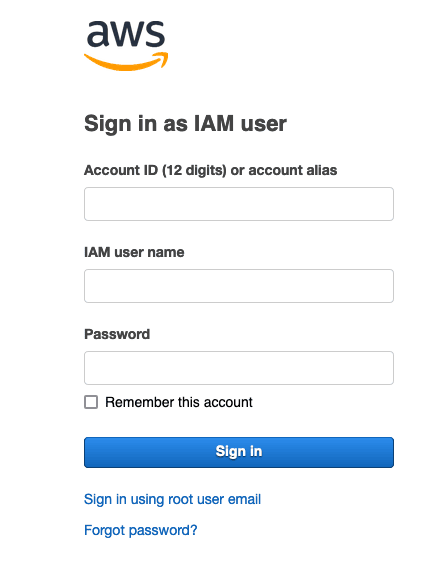 aws
Sign in as IAM user
Account ID (12 digits) or account alias
IAM user name
Password
Remember this account
Sign in
Sign in using root user email
Forgot password?